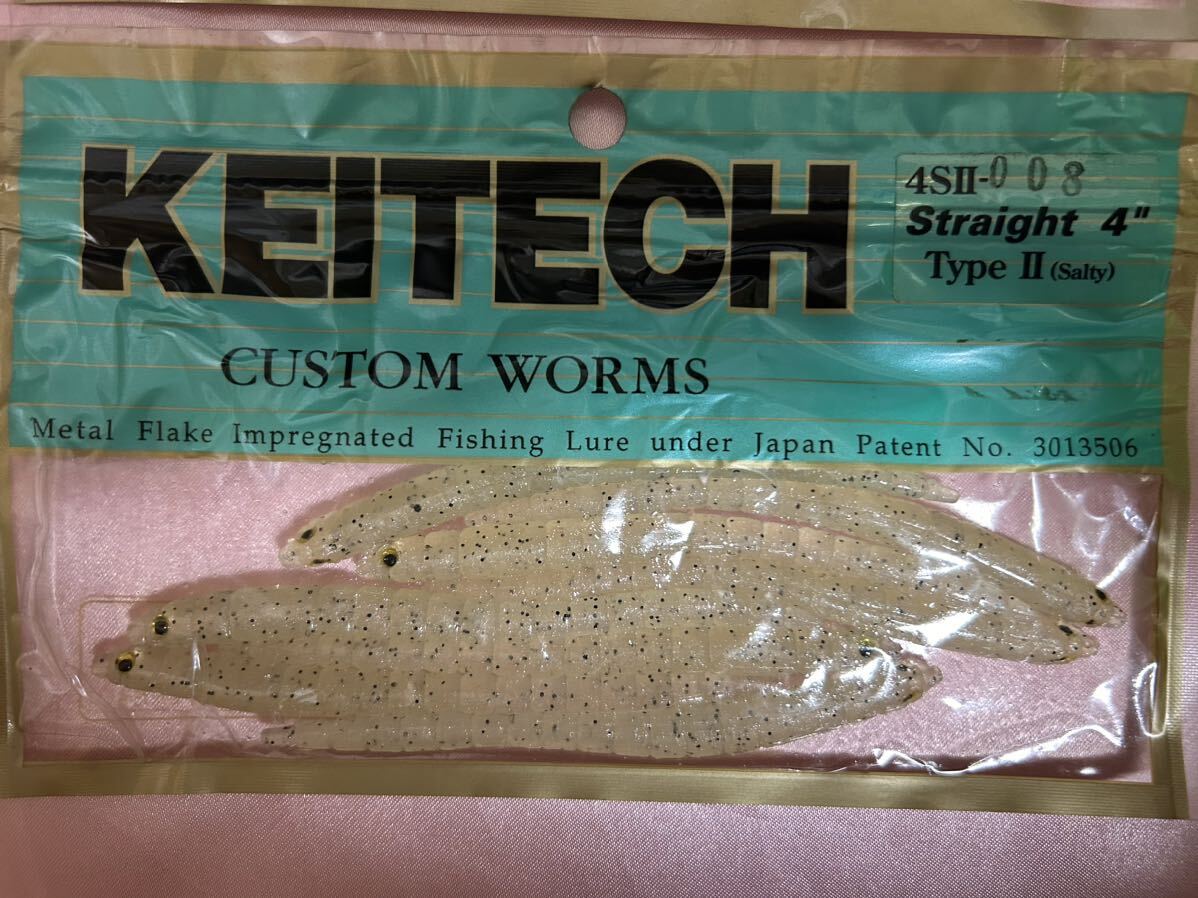 KEITECH
4SII-008
Straight 4"
Type II (Salty)
CUSTOM WORMS
Metal Flake Impregnated Fishing Lure under Japan Patent No. 3013506